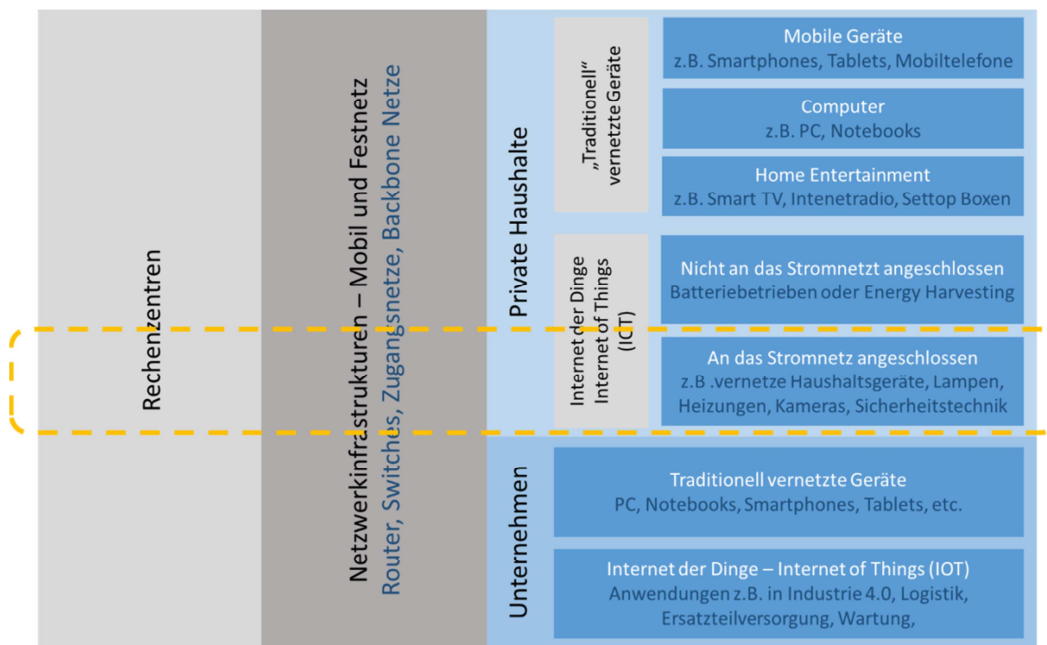 Rechenzentren
Netzwerkinfrastrukturen – Mobil und Festnetz
Router, Switches, Zugangsnetze, Backbone Netze
Private Haushalte
„Traditionell“
vernetzte Geräte
Mobile Geräte
z.B. Smartphones, Tablets, Mobiltelefone
Computer
z.B. PC, Notebooks
Home Entertainment
z.B. Smart TV, Intenetradio, Settop Boxen
Internet der Dinge
Internet of Things
(ICT)
Nicht an das Stromnetzt angeschlossen
Batteriebetrieben oder Energy Harvesting
An das Stromnetz angeschlossen
z.B .vernetze Haushaltsgeräte, Lampen,
Heizungen, Kameras, Sicherheitstechnik
Unternehmen
Traditionell vernetzte Geräte
PC, Notebooks, Smartphones, Tablets, etc.
Internet der Dinge – Internet of Things (IOT)
Anwendungen z.B. in Industrie 4.0, Logistik,
Ersatzteilversorgung, Wartung,